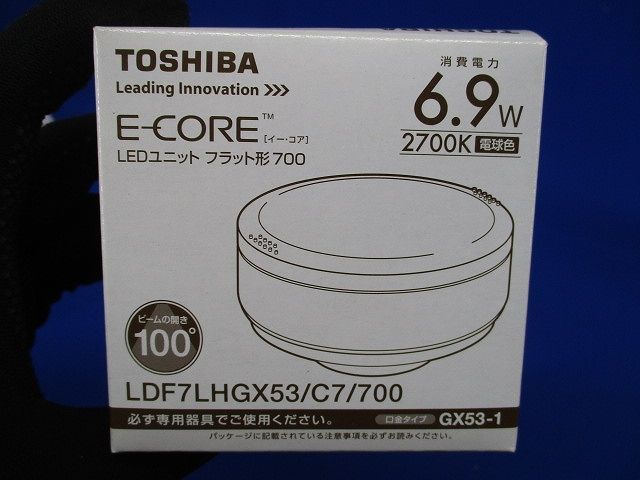 TOSHIBA
Leading Innovation >>>
消費電力
6.9W
2700K 電球色
E-CORE™ [イー・コア]
LEDユニット フラット形 700
ビームの開き
100°
LDF7LHGX53/C7/700
必ず専用器具でご使用ください。 口金タイプ GX53-1
パッケージに記載されている注意事項を必ずお読みください。